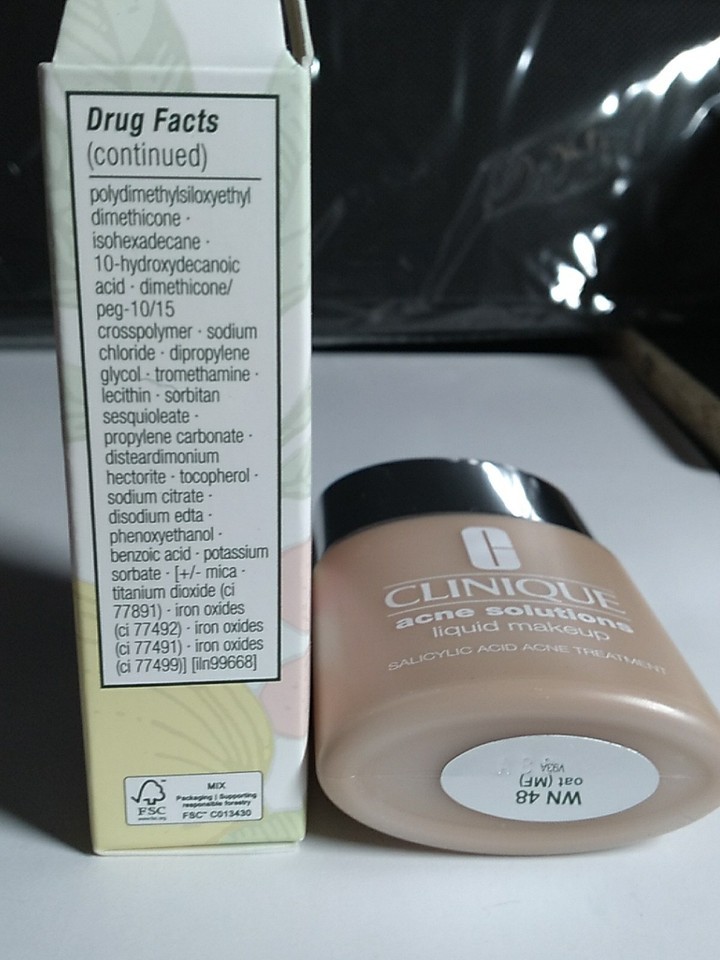 Drug Facts
(continued)
polydimethylsiloxyethyl
dimethicone ·
isohexadecane ·
10-hydroxydecanoic
acid · dimethicone/
peg-10/15
crosspolymer · sodium
chloride · dipropylene
glycol · tromethamine ·
lecithin · sorbitan
sesquioleate ·
propylene carbonate ·
disteardimonium
hectorite · tocopherol ·
sodium citrate ·
disodium edta ·
phenoxyethanol ·
benzoic acid · potassium
sorbate · [+/- mica ·
titanium dioxide (ci
77891) · iron oxides
(ci 77492) · iron oxides
(ci 77491) · iron oxides
(ci 77499)] [iln99668]
FSC
www.fsc.org
MIX
Packaging | Supporting
responsible forestry
FSC™ C013430
CLINIQUE
acne solutions
liquid makeup
SALICYLIC ACID ACNE TREATMENT
WN 48
oat (MF)